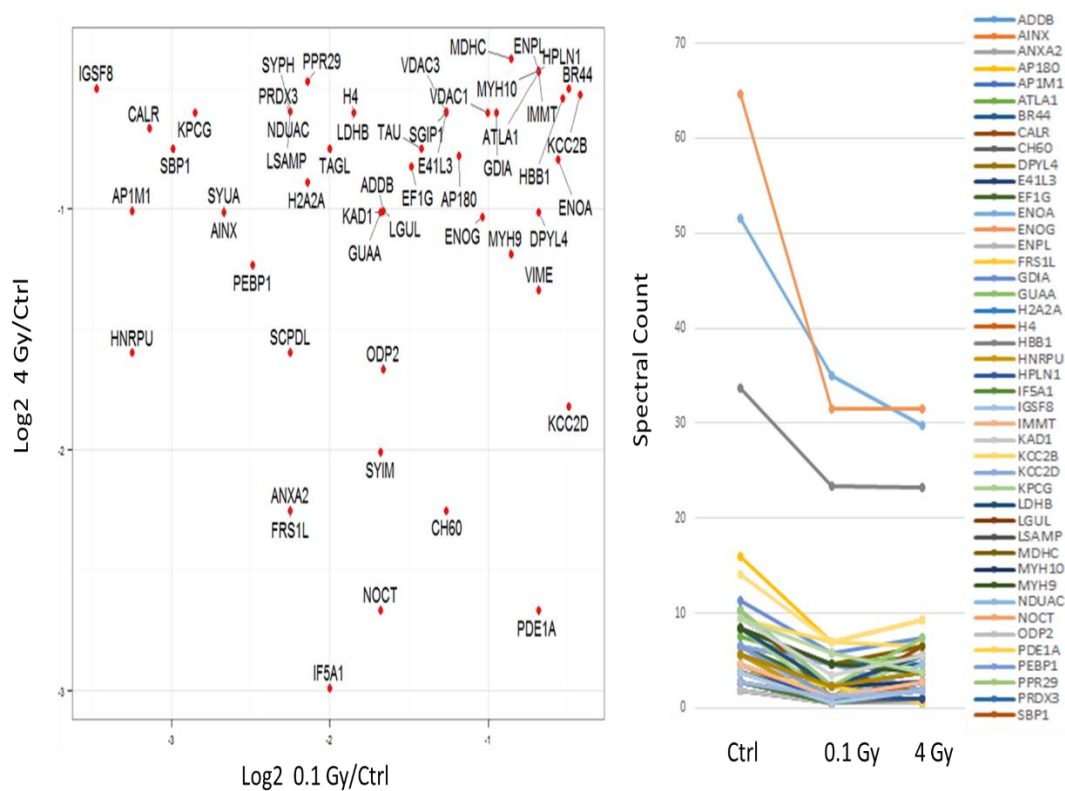 MDHC
ENPL
HPLN1
IGSF8
SYPH
PPR29
VDAC3
BR44
CALR
KPCG
PRDX3
H4
VDAC1
MYH10
IMMT
NDUAC
LDHB
TAU
SGIP1
ATLA1
KCC2B
SBP1
LSAMP
TAGL
E41L3
GDIA
HBB1
AP1M1
SYUA
H2A2A
ADDB
EF1G
AP180
ENOA
AINX
KAD1
LGUL
ENOG
MYH9
DPYL4
GUAA
PEBP1
VIME
HNRPU
SCPDL
ODP2
KCC2D
SYIM
ANXA2
FRS1L
CH60
NOCT
PDE1A
IF5A1
-1
-2
-3
-3
-2
-1
Log2 4 Gy/Ctrl
Log2 0.1 Gy/Ctrl
Spectral Count
70
60
50
40
30
20
10
0
Ctrl
0.1 Gy
4 Gy
ADDB
AINX
ANXA2
AP180
AP1M1
ATLA1
BR44
CALR
CH60
DPYL4
E41L3
EF1G
ENOA
ENOG
ENPL
FRS1L
GDIA
GUAA
H2A2A
H4
HBB1
HNRPU
HPLN1
IF5A1
IGSF8
IMMT
KAD1
KCC2B
KCC2D
KPCG
LDHB
LGUL
LSAMP
MDHC
MYH10
MYH9
NDUAC
NOCT
ODP2
PDE1A
PEBP1
PPR29
PRDX3
SBP1